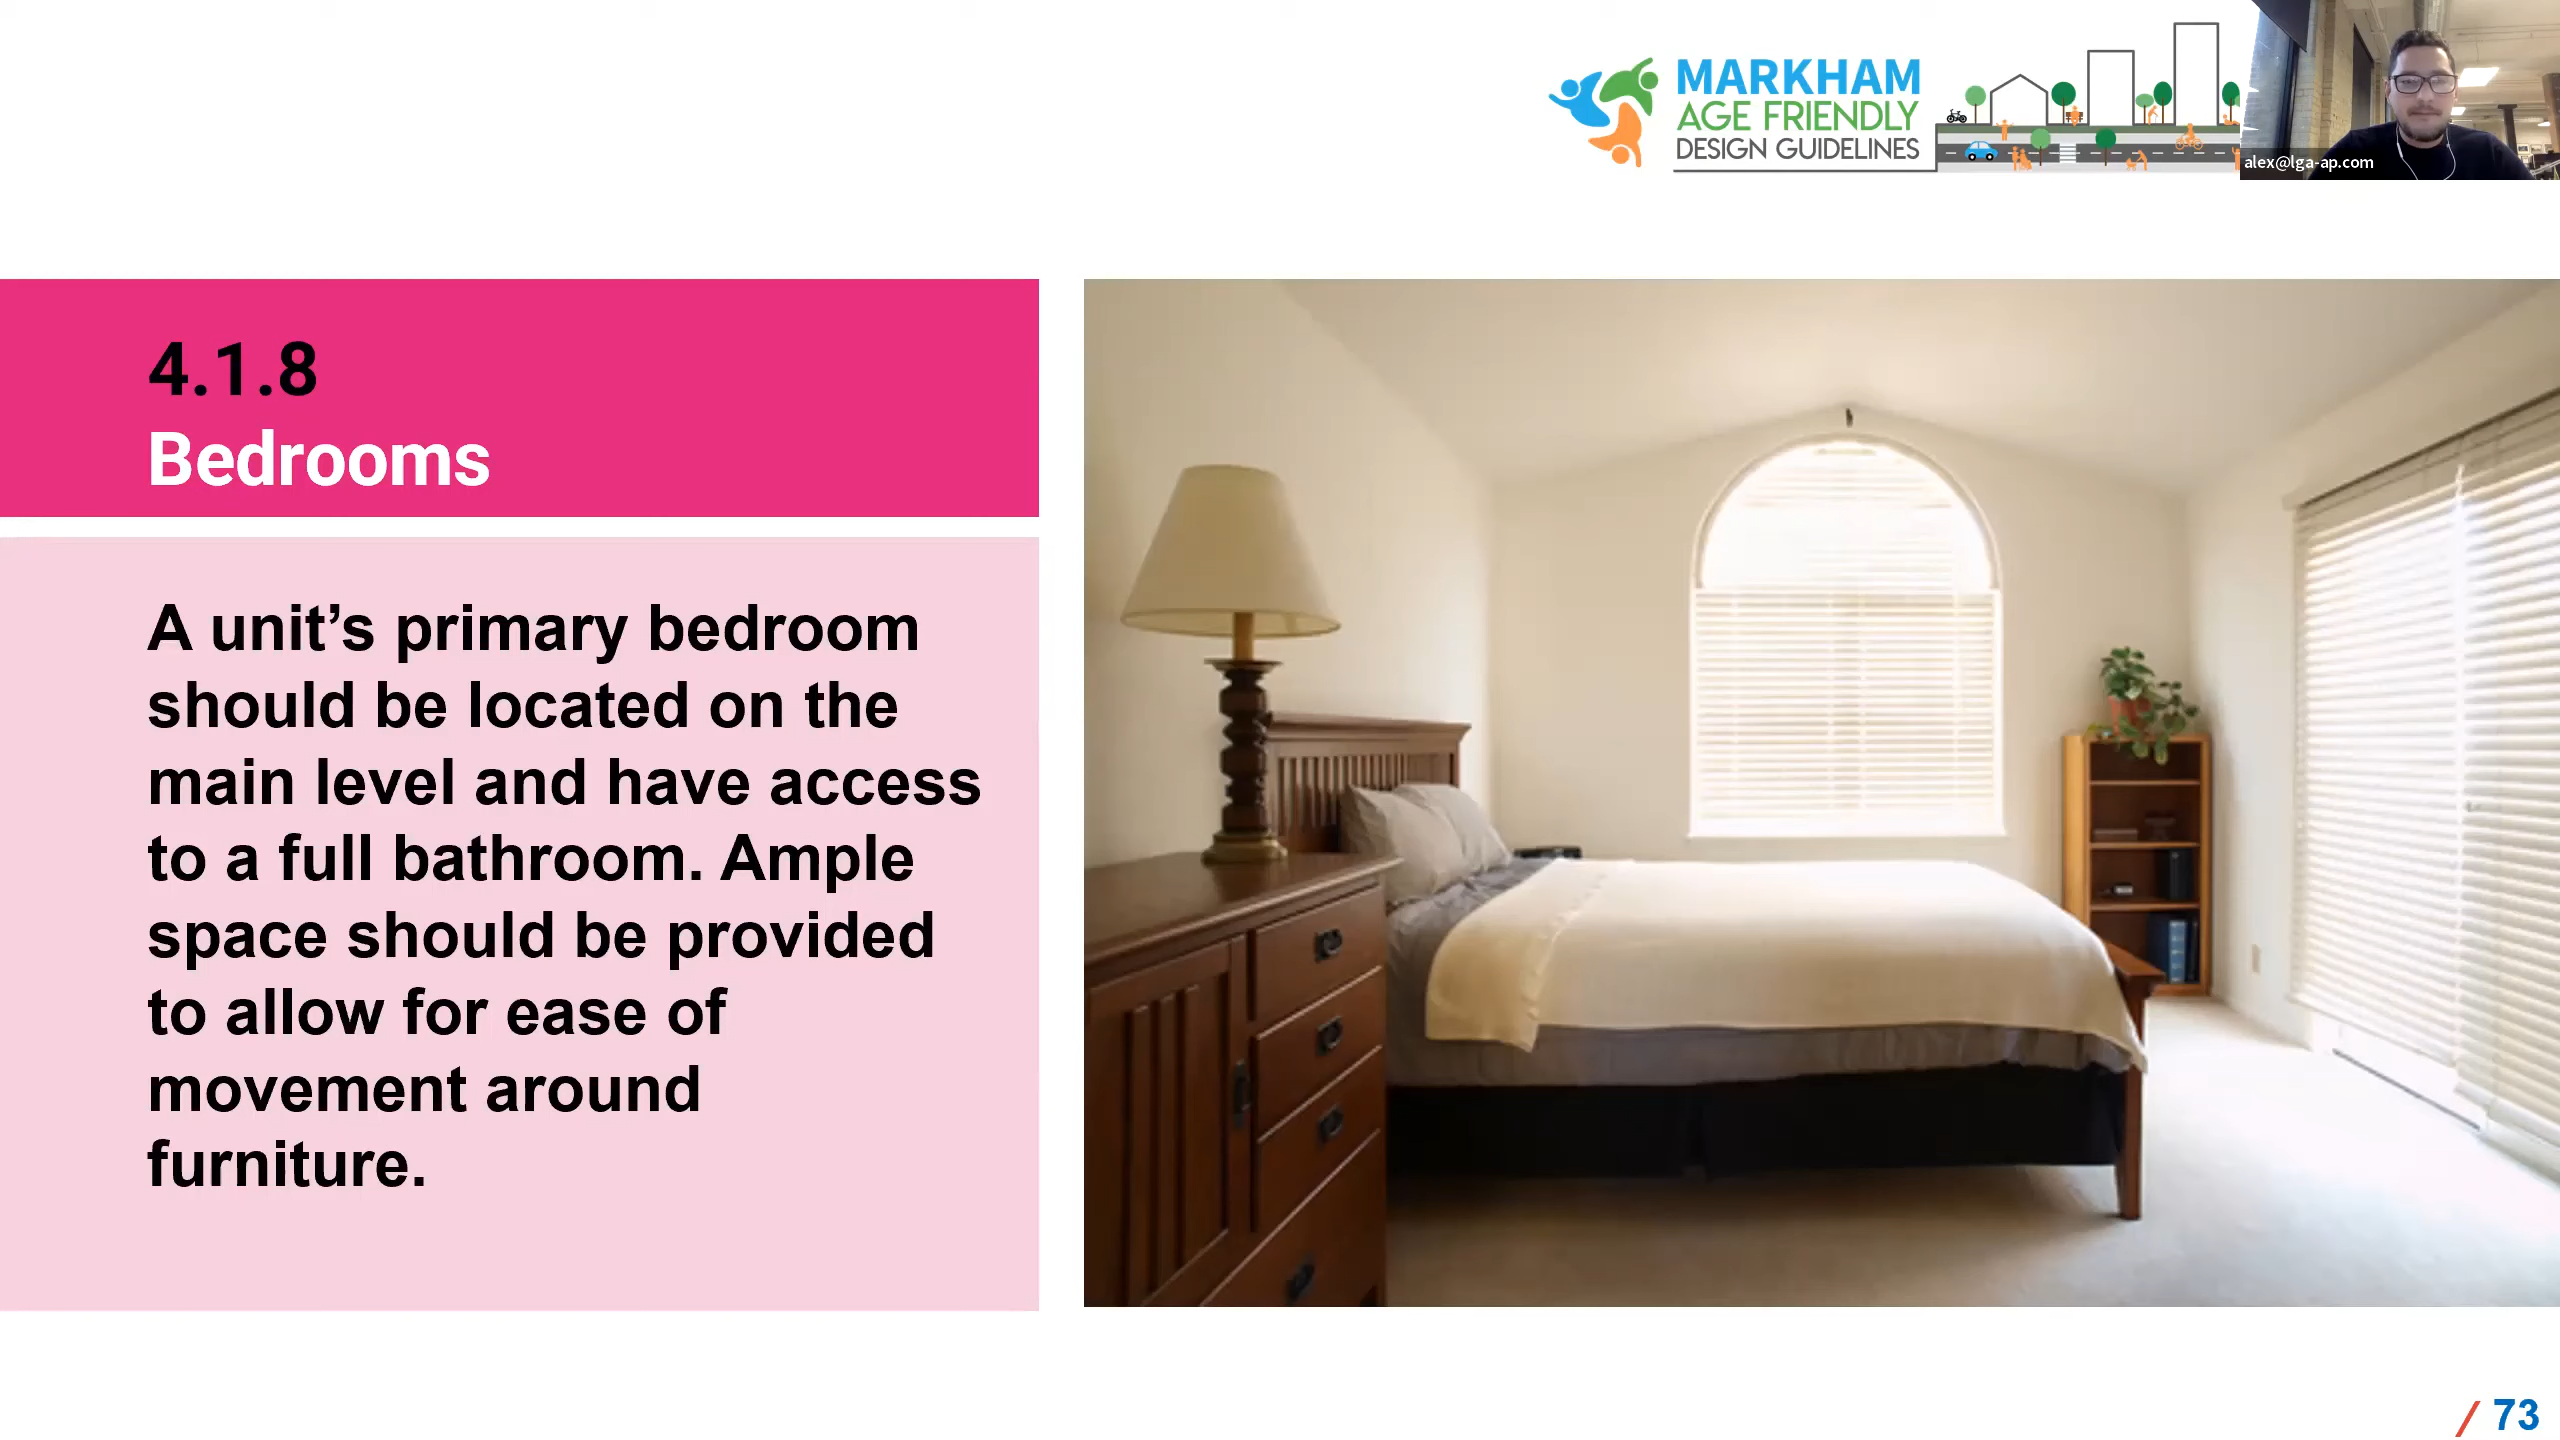 MARKHAM
AGE FRIENDLY
DESIGN GUIDELINES
alex@lga-ap.com
4.1.8
Bedrooms
A unit’s primary bedroom
should be located on the
main level and have access
to a full bathroom. Ample
space should be provided
to allow for ease of
movement around
furniture.
/ 73